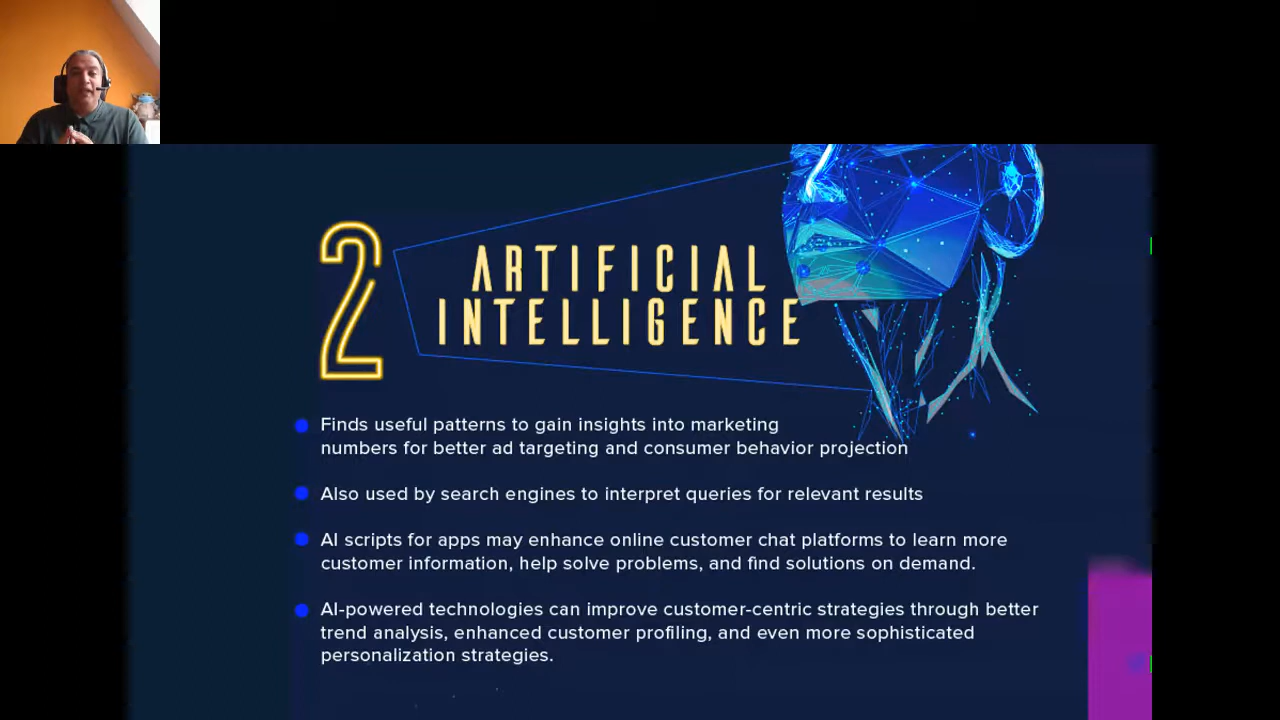 2
ARTIFICIAL
INTELLIGENCE
Finds useful patterns to gain insights into marketing
numbers for better ad targeting and consumer behavior projection
Also used by search engines to interpret queries for relevant results
AI scripts for apps may enhance online customer chat platforms to learn more
customer information, help solve problems, and find solutions on demand.
AI-powered technologies can improve customer-centric strategies through better
trend analysis, enhanced customer profiling, and even more sophisticated
personalization strategies.